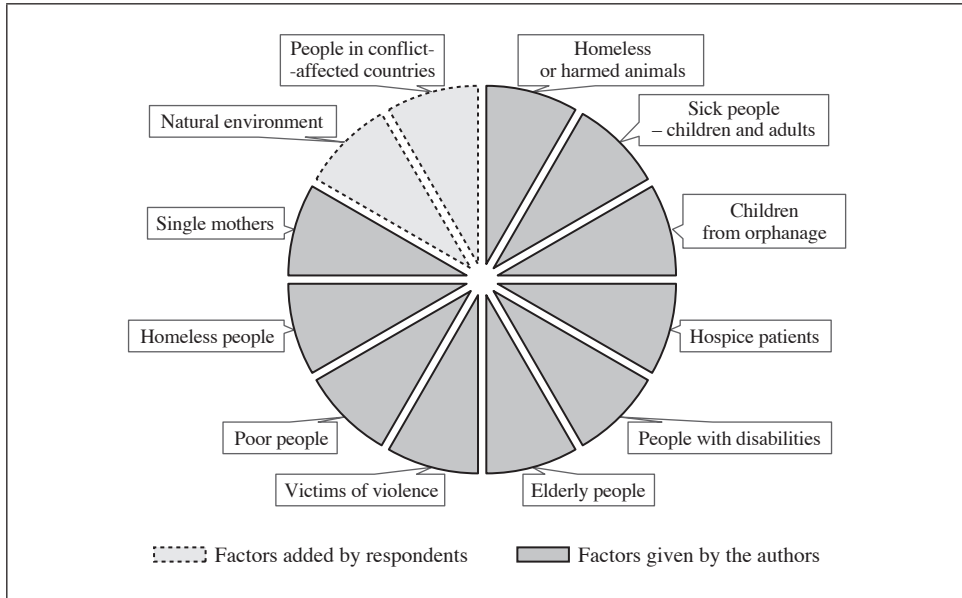 People in conflict-
-affected countries
Homeless
or harmed animals
Natural environment
Sick people
– children and adults
Single mothers
Children
from orphanage
Homeless people
Hospice patients
Poor people
People with disabilities
Victims of violence
Elderly people
Factors added by respondents
Factors given by the authors